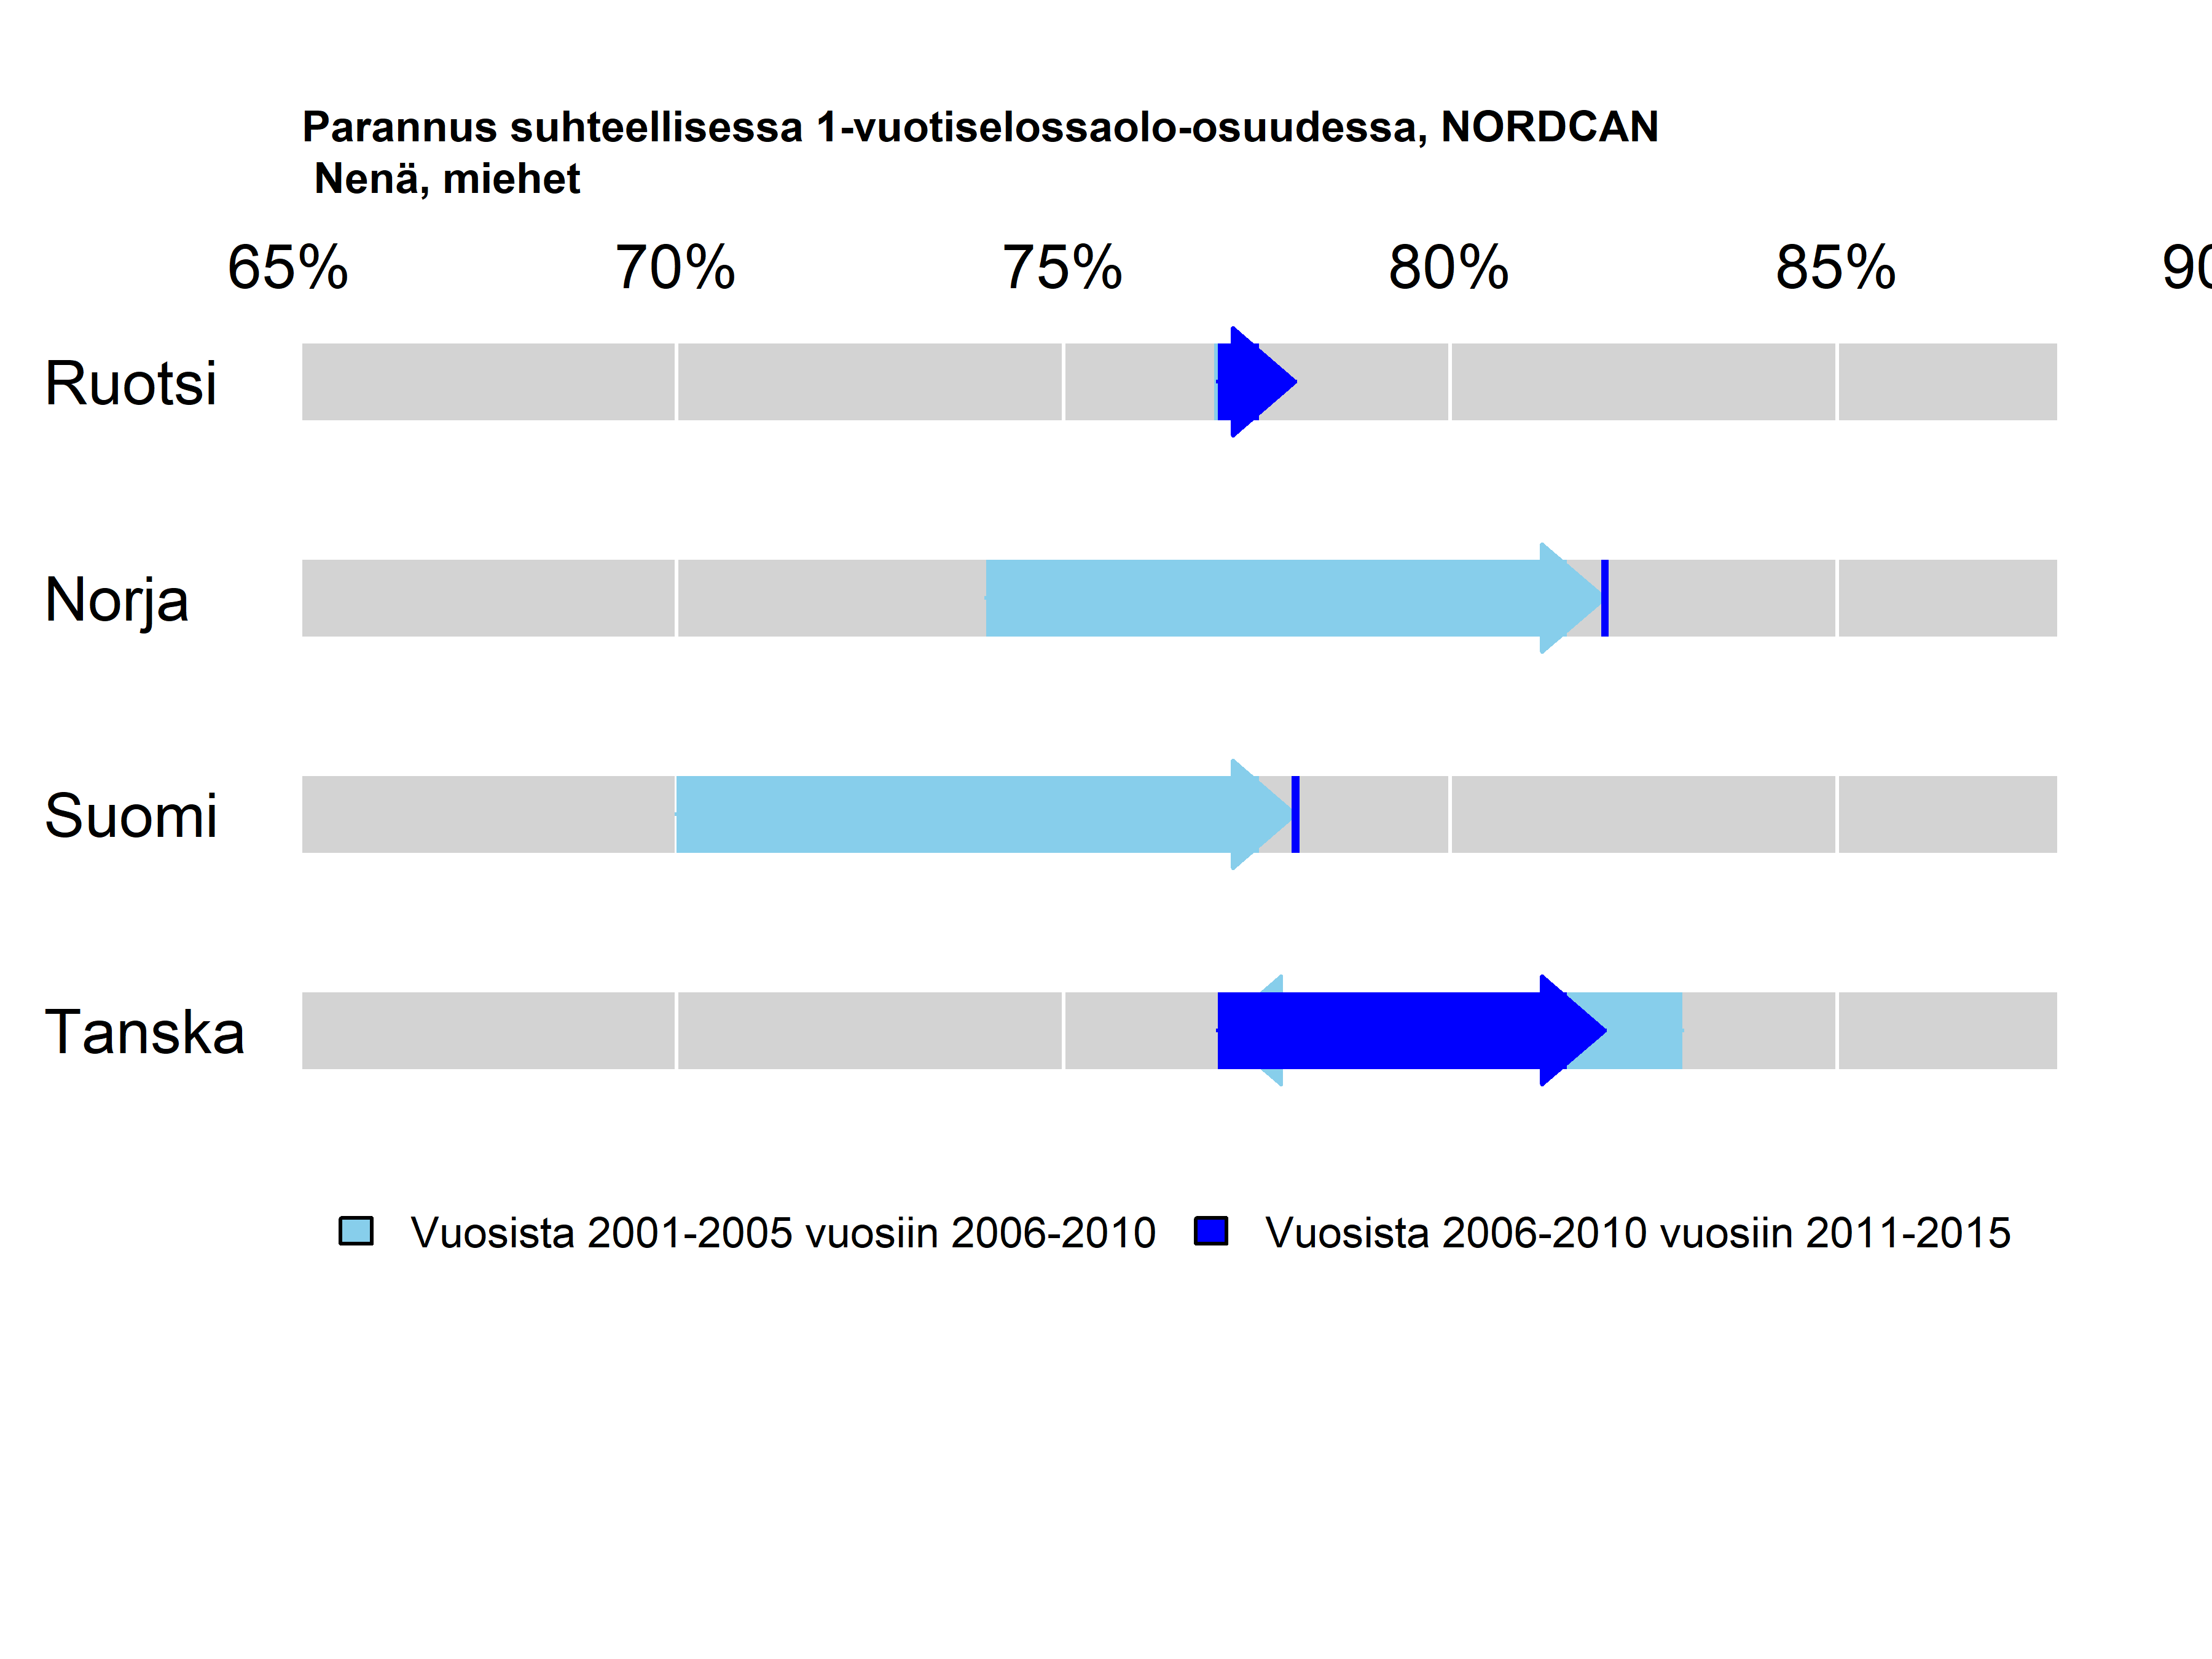 Parannus suhteellisessa 1-vuotiselossaolo-osuudessa, NORDCAN
Nenä, miehet
65% 70% 75% 80% 85% 90
Ruotsi
Norja
Suomi
Tanska
Vuosista 2001-2005 vuosiin 2006-2010 Vuosista 2006-2010 vuosiin 2011-2015